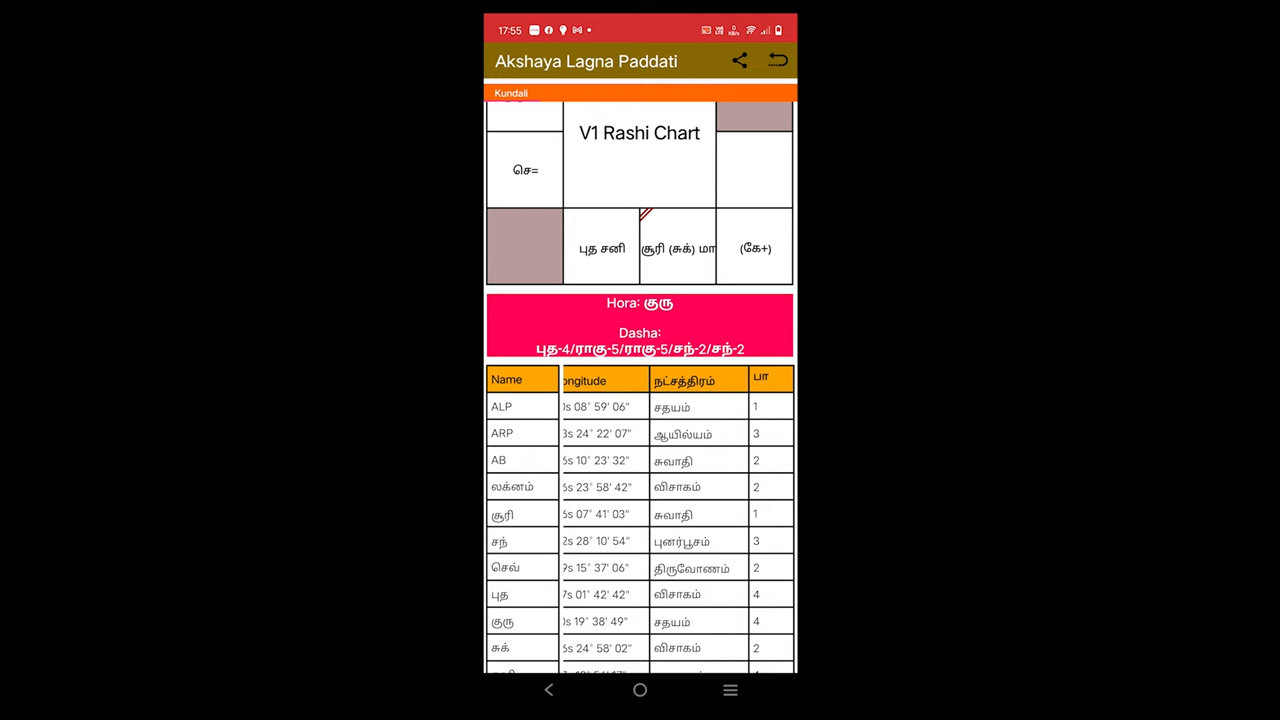 17:55
Akshaya Lagna Paddati
Kundali
V1 Rashi Chart
செ=
புத சனி
சூரி (சுக்) மா
(கே+)
Hora: குரு
Dasha:
புத-4/ராகு-5/ராகு-5/சந்-2/சந்-2
Name ongitude நட்சத்திரம் பா
ALP 0s 08° 59' 06" சதயம் 1
ARP 3s 24° 22' 07" ஆயில்யம் 3
AB 6s 10° 23' 32" சுவாதி 2
லக்னம் 6s 23° 58' 42" விசாகம் 2
சூரி 6s 07° 41' 03" சுவாதி 1
சந் 2s 28° 10' 54" புனர்பூசம் 3
செவ் 9s 15° 37' 06" திருவோணம் 2
புத 7s 01° 42' 42" விசாகம் 4
குரு 0s 19° 38' 49" சதயம் 4
சுக் 6s 24° 58' 02" விசாகம் 2